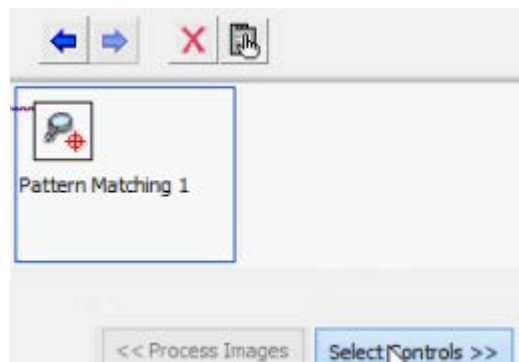 Pattern Matching 1
<< Process Images
Select Controls >>